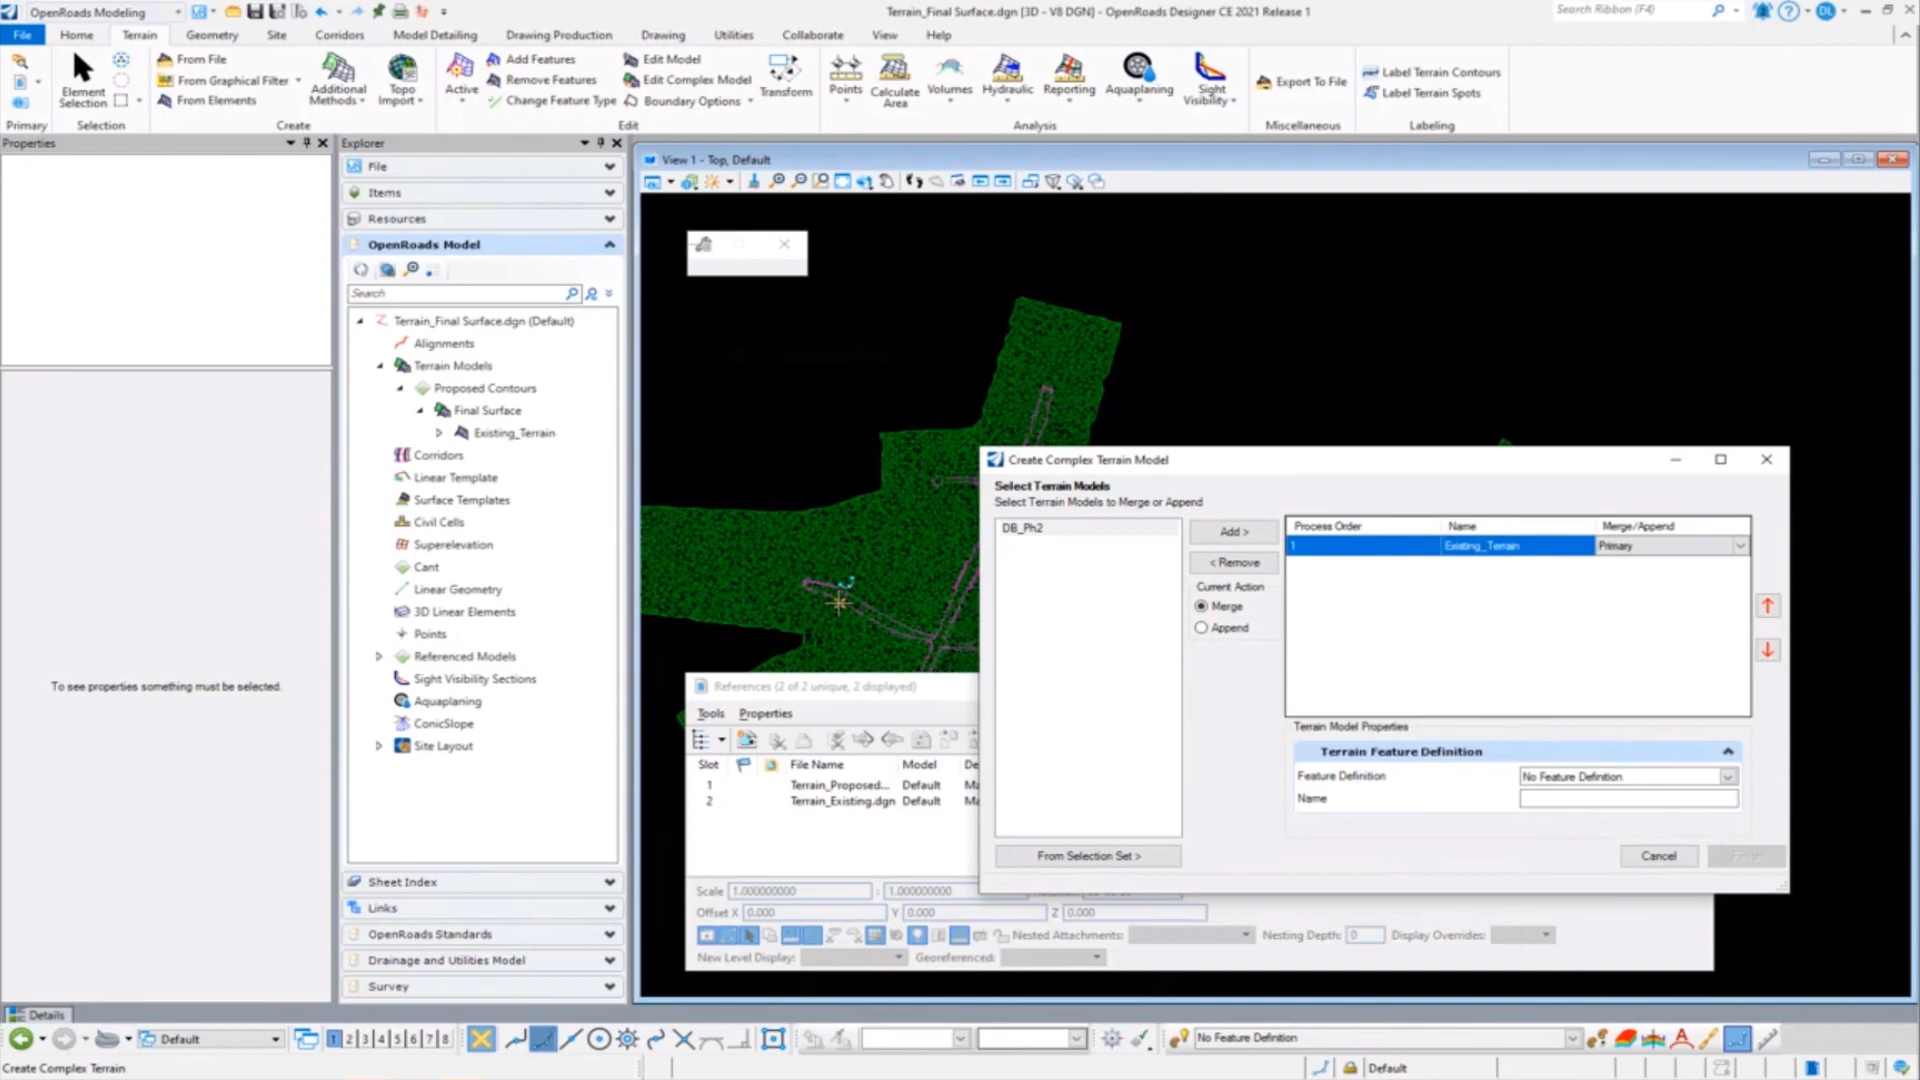 OpenRoads Modeling
Terrain_Final Surface.dgn [3D - V8 DGN] - OpenRoads Designer CE 2021 Release 1
Search Ribbon (F4)
DL
File Home Terrain Geometry Site Corridors Model Detailing Drawing Production Drawing Utilities Collaborate View Help
Element Selection
From File
From Graphical Filter
From Elements
Additional Methods
Topo Import
Active
Add Features
Remove Features
Change Feature Type
Edit Model
Edit Complex Model
Boundary Options
Transform
Points
Calculate Area
Volumes
Hydraulic
Reporting
Aquaplaning
Sight Visibility
Export To File
Label Terrain Contours
Label Terrain Spots
Primary Selection Create Edit Analysis Miscellaneous Labeling
Properties
To see properties something must be selected.
Explorer
File
Items
Resources
OpenRoads Model
Search
Terrain_Final Surface.dgn (Default)
Alignments
Terrain Models
Proposed Contours
Final Surface
Existing_Terrain
Corridors
Linear Template
Surface Templates
Civil Cells
Superelevation
Cant
Linear Geometry
3D Linear Elements
Points
Referenced Models
Sight Visibility Sections
Aquaplaning
ConicSlope
Site Layout
Sheet Index
Links
OpenRoads Standards
Drainage and Utilities Model
Survey
View 1 - Top, Default
Create Complex Terrain Model
Select Terrain Models
Select Terrain Models to Merge or Append
DB_Ph2
Add >
< Remove
Current Action
Merge
Append
Process Order Name Merge/Append
1 Existing_Terrain Primary
Terrain Model Properties
Terrain Feature Definition
Feature Definition No Feature Definition
Name
From Selection Set >
Cancel
References (2 of 2 unique, 2 displayed)
Tools Properties
Slot File Name Model De
1 Terrain_Proposed... Default Ma
2 Terrain_Existing.dgn Default Ma
Scale 1.000000000 : 1.000000000
Offset X 0.000 Y 0.000 Z 0.000
Nested Attachments: Nesting Depth: 0 Display Overrides:
New Level Display: Georeferenced:
Details
Default
1 2 3 4 5 6 7 8
No Feature Definition
Create Complex Terrain
Default